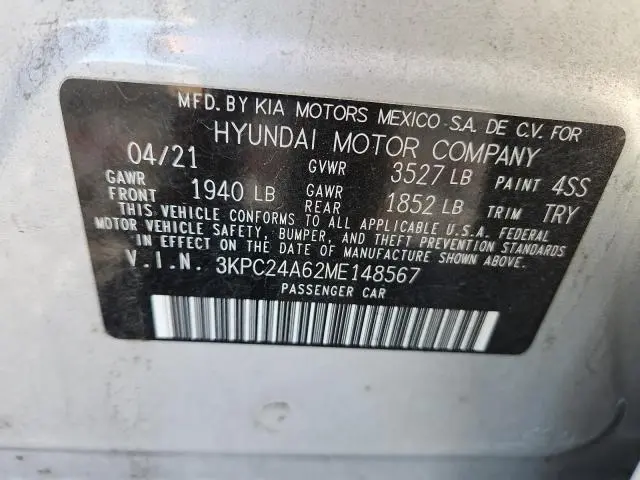 MFD. BY KIA MOTORS MEXICO S.A. DE C.V. FOR
HYUNDAI MOTOR COMPANY
04/21 GVWR 3527 LB PAINT 4SS
GAWR FRONT 1940 LB GAWR REAR 1852 LB TRIM TRY
THIS VEHICLE CONFORMS TO ALL APPLICABLE U.S.A. FEDERAL
MOTOR VEHICLE SAFETY, BUMPER, AND THEFT PREVENTION STANDARDS
IN EFFECT ON THE DATE OF MANUFACTURE SHOWN ABOVE.
V.I.N. 3KPC24A62ME148567
PASSENGER CAR